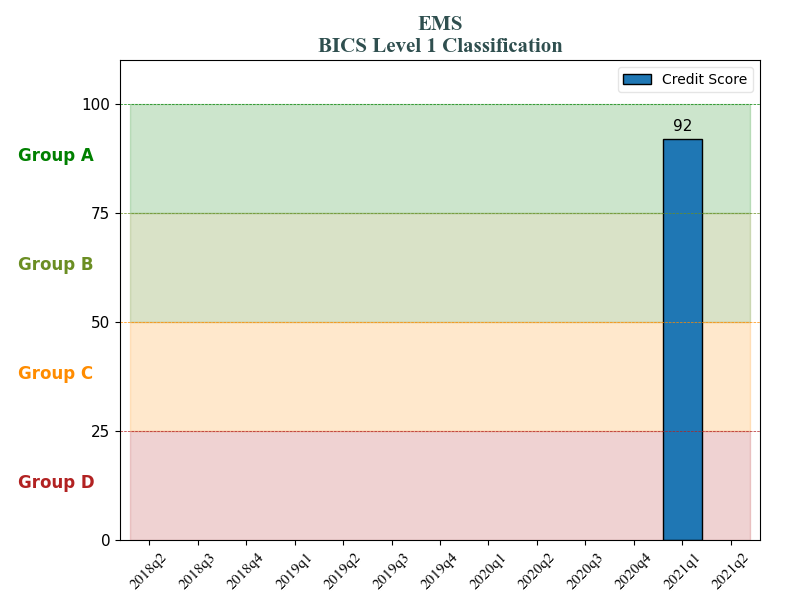 EMS
BICS Level 1 Classification
Credit Score
100
92
Group A
75
Group B
50
Group C
25
Group D
0
2018q2 2018q3 2018q4 2019q1 2019q2 2019q3 2019q4 2020q1 2020q2 2020q3 2020q4 2021q1 2021q2